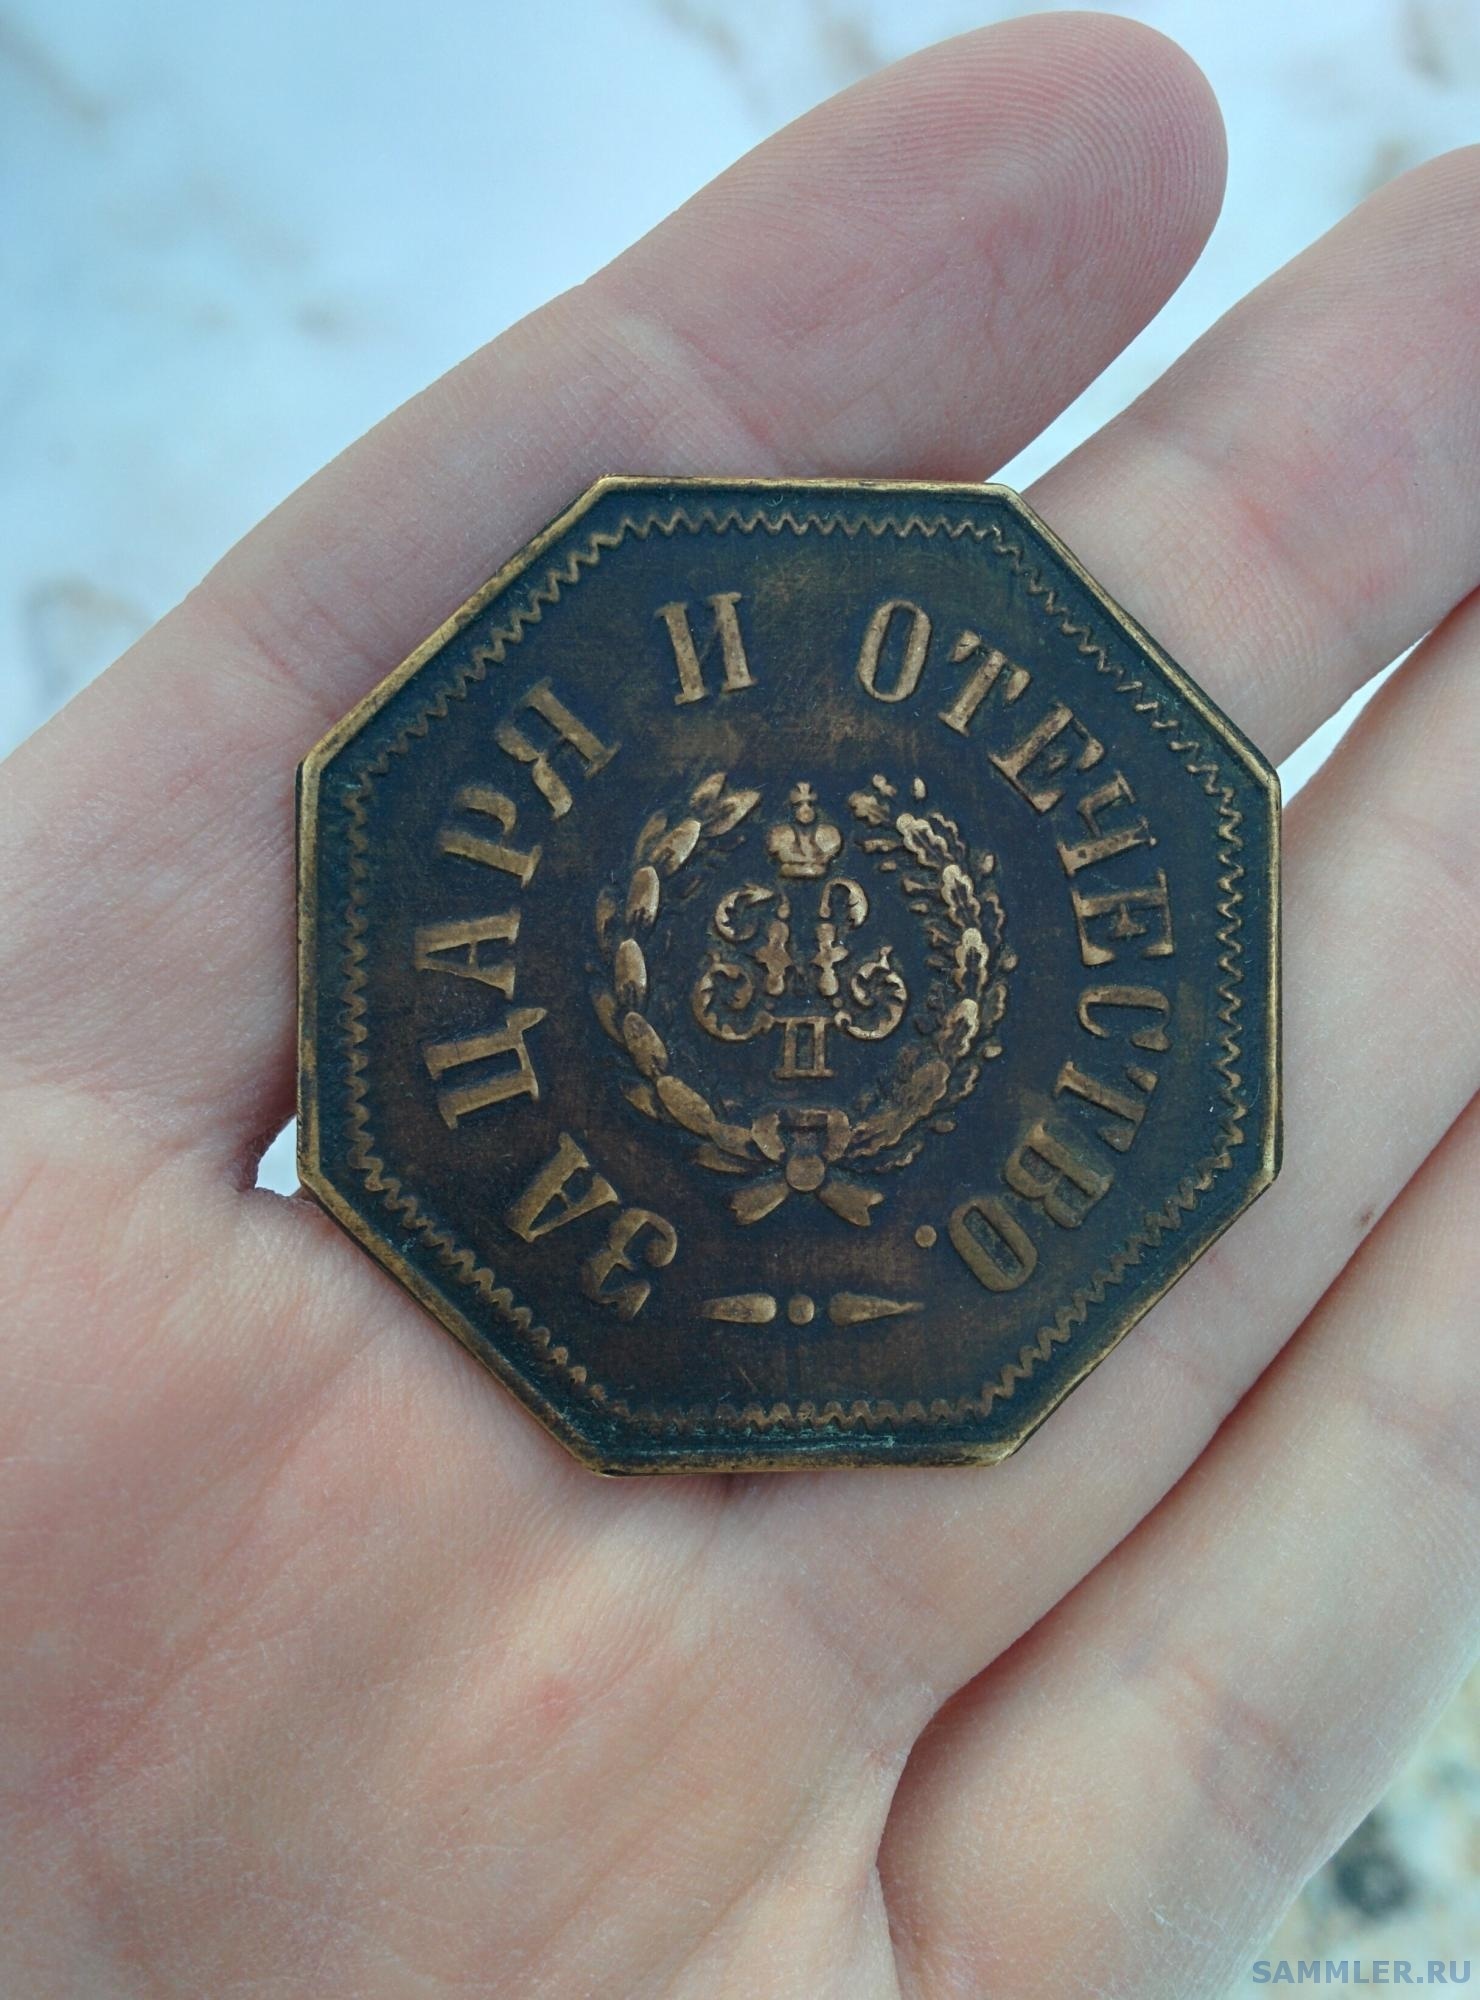 ЗА ЦАРЯ И ОТЕЧЕСТВО.
II
SAMMLER.RU